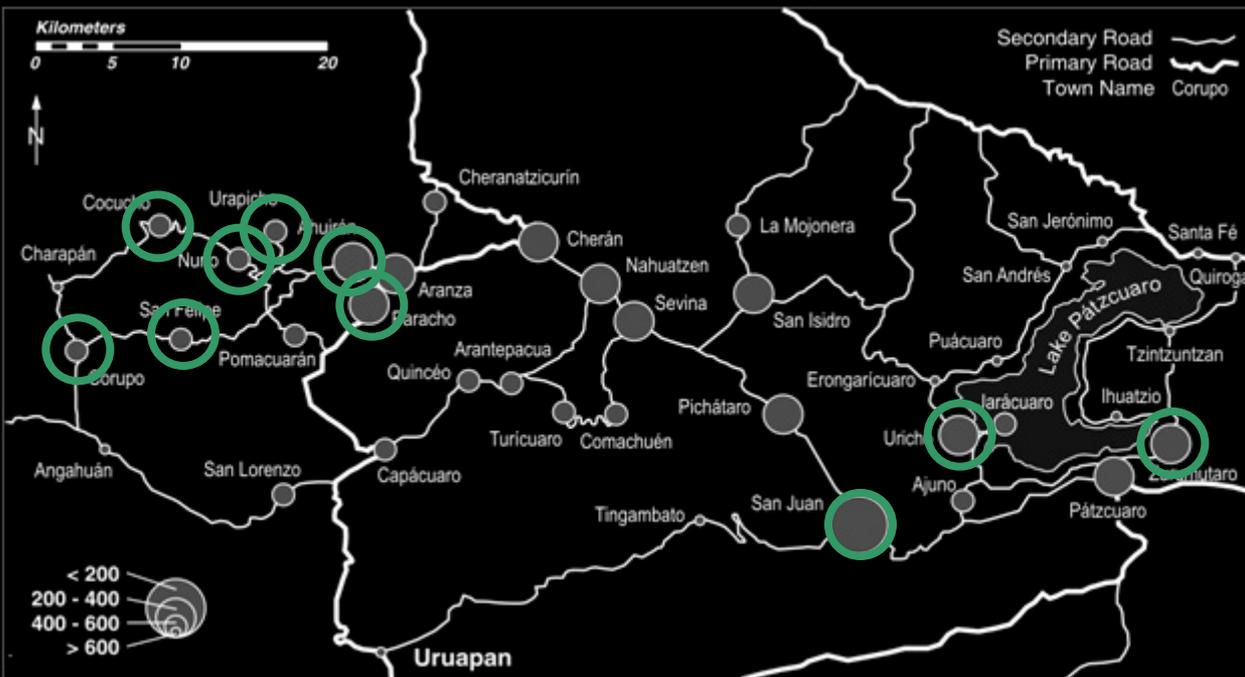 Kilometers
0 5 10 20
N
Secondary Road
Primary Road
Town Name Corupo
Cheranatzicurín
Cocucho
Urapicho
Ahuirán
Cherán
La Mojonera
San Jerónimo
Santa Fé
Charapán
Nurio
Nahuatzen
San Andrés
Quiroga
Aranza
Sevina
San Felipe
Paracho
San Isidro
Lake Pátzcuaro
Pomacuarán
Arantepacua
Puácuaro
Tzintzuntzan
Corupo
Quincéo
Erongarícuaro
Pichátaro
Jarácuaro
Ihuatzio
Turícuaro
Comachuén
Uricho
Angahuán
San Lorenzo
Capácuaro
Ajuno
San Juan
Pátzcuaro
Tingambato
< 200
200 - 400
400 - 600
> 600
Uruapan